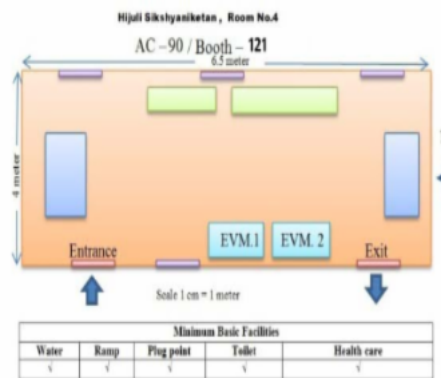 Hijuli Sikshyaniketan , Room No.4
AC –90 / Booth – 121
6.5 meter
4 meter
EVM.1 EVM. 2
Entrance Exit
Scale 1 cm = 1 meter
Minimum Basic Facilities
Water Ramp Plug point Toilet Health care
√ √ √ √ √